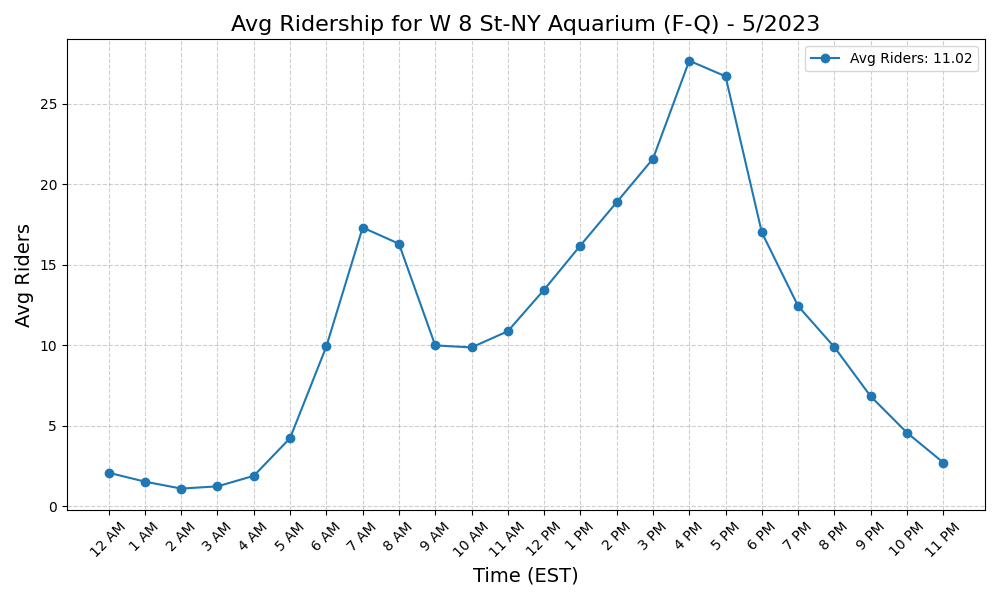 Avg Ridership for W 8 St-NY Aquarium (F-Q) - 5/2023
Avg Riders: 11.02
Avg Riders
25
20
15
10
5
0
12 AM
1 AM
2 AM
3 AM
4 AM
5 AM
6 AM
7 AM
8 AM
9 AM
10 AM
11 AM
12 PM
1 PM
2 PM
3 PM
4 PM
5 PM
6 PM
7 PM
8 PM
9 PM
10 PM
11 PM
Time (EST)